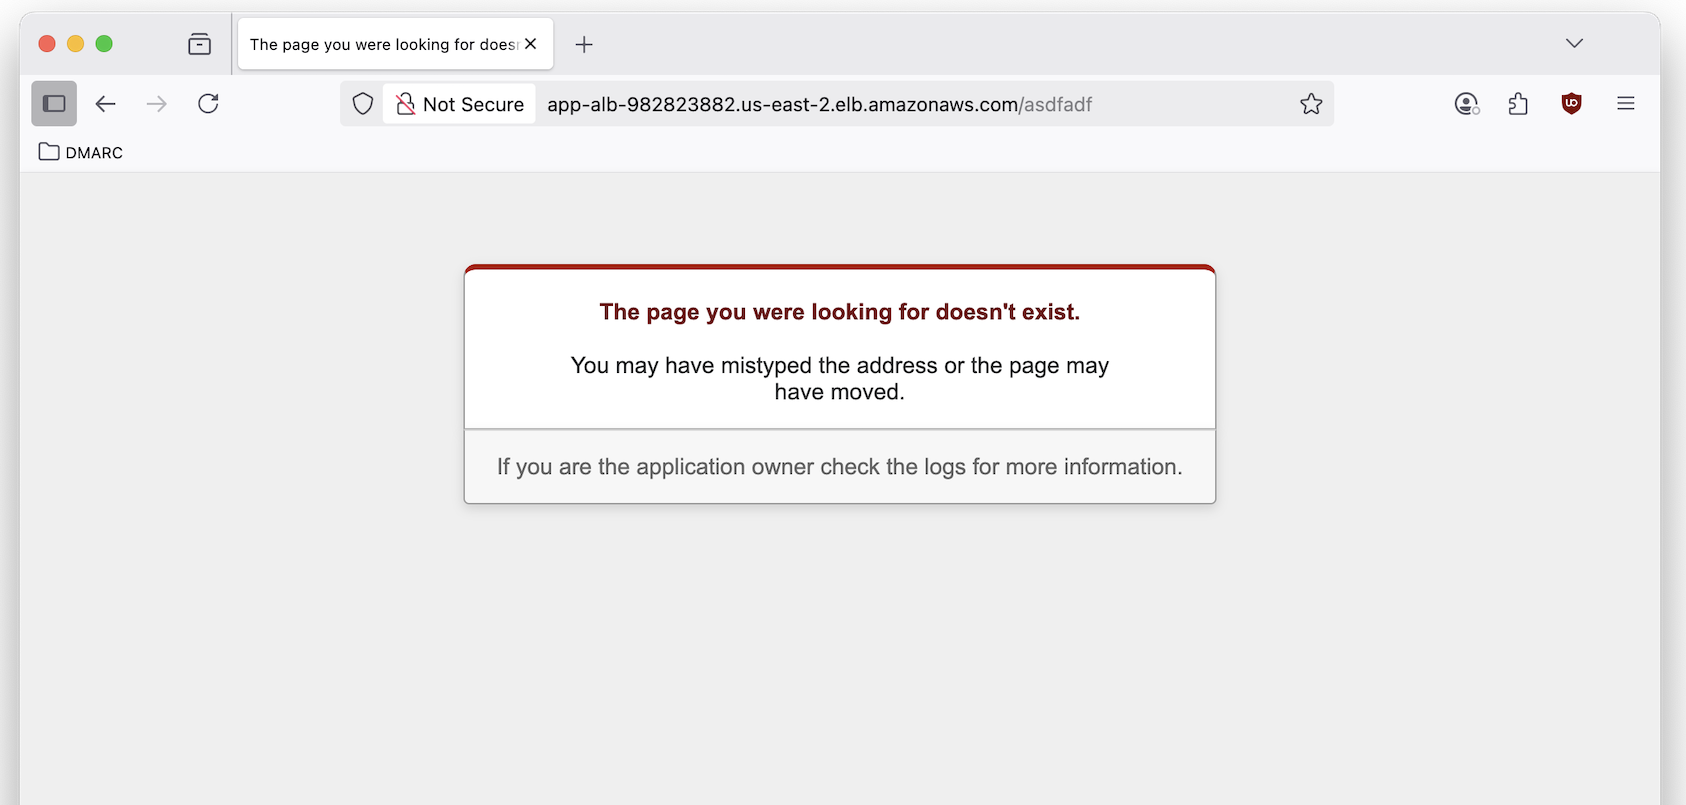 The page you were looking for does
Not Secure
app-alb-982823882.us-east-2.elb.amazonaws.com/asdfadf
DMARC
The page you were looking for doesn't exist.
You may have mistyped the address or the page may
have moved.
If you are the application owner check the logs for more information.